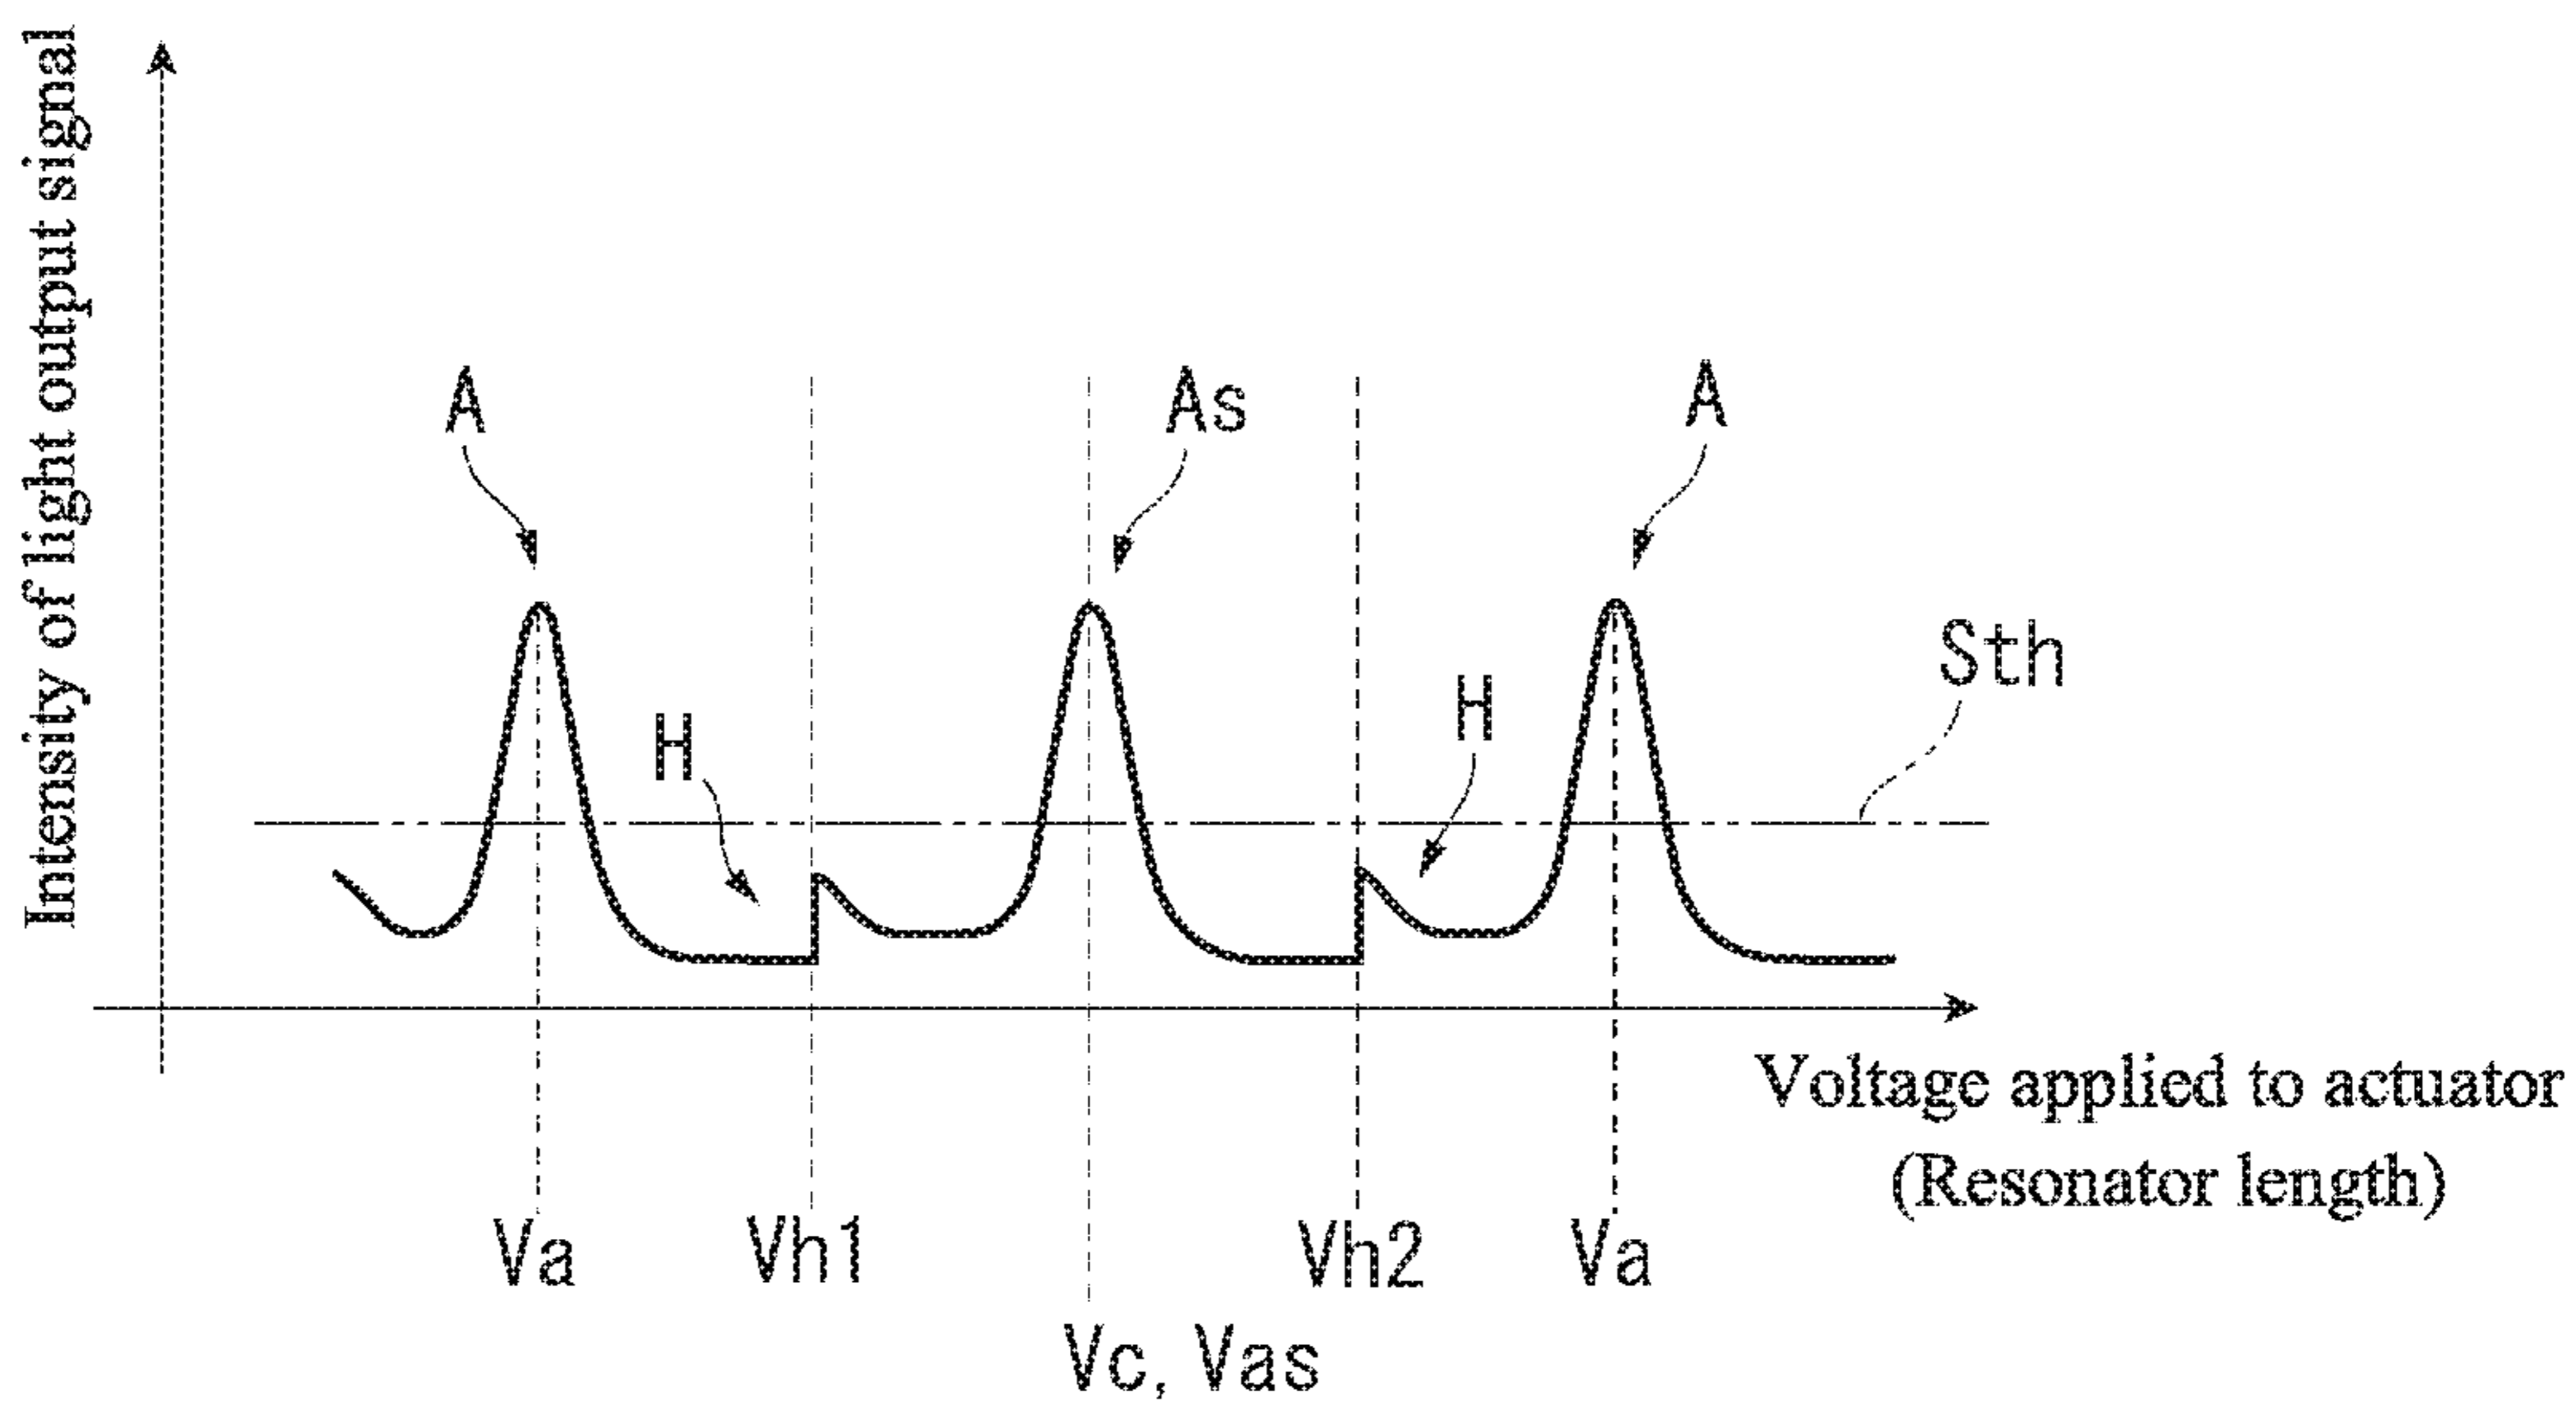 Intensity of light output signal
A
As
A
Sth
H
H
Voltage applied to actuator
(Resonator length)
Va
Vh1
Vh2
Va
Vc, Vas